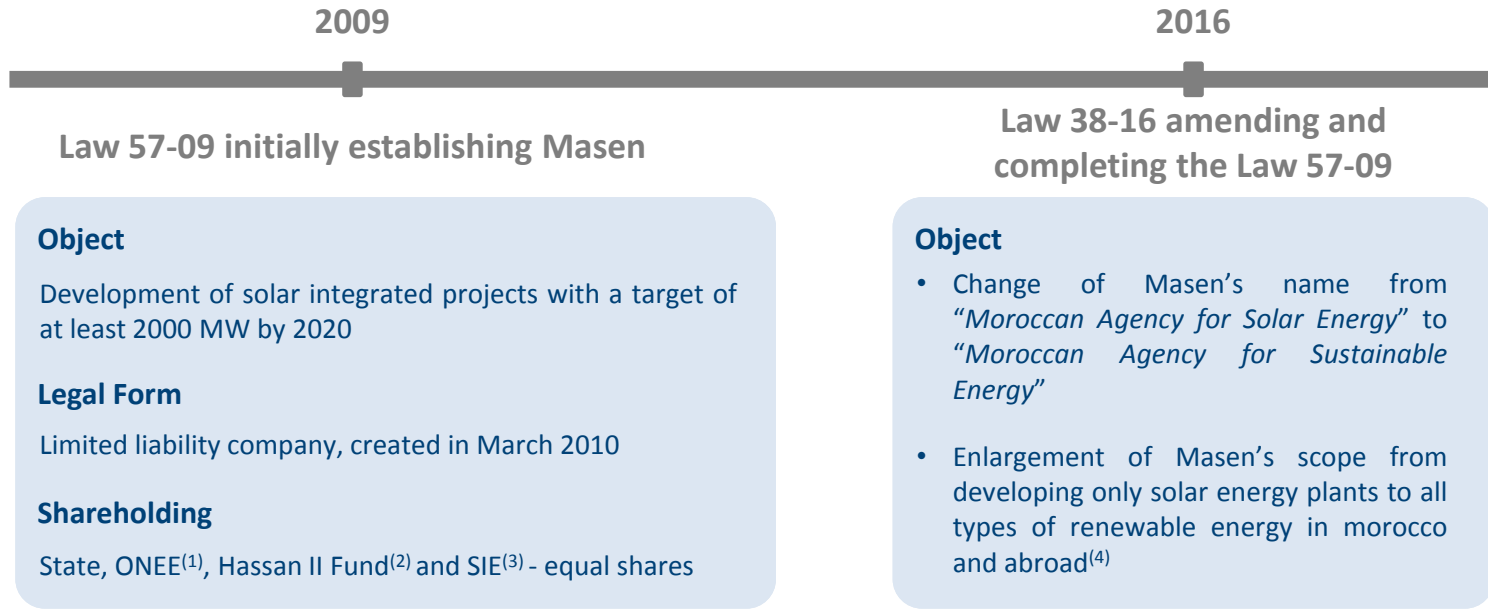 2009
Law 57-09 initially establishing Masen
Object
Development of solar integrated projects with a target of
at least 2000 MW by 2020
Legal Form
Limited liability company, created in March 2010
Shareholding
State, ONEE(1), Hassan II Fund(2) and SIE(3) - equal shares
2016
Law 38-16 amending and
completing the Law 57-09
Object
• Change of Masen’s name from
“Moroccan Agency for Solar Energy” to
“Moroccan Agency for Sustainable
Energy”
• Enlargement of Masen’s scope from
developing only solar energy plants to all
types of renewable energy in morocco
and abroad(4)